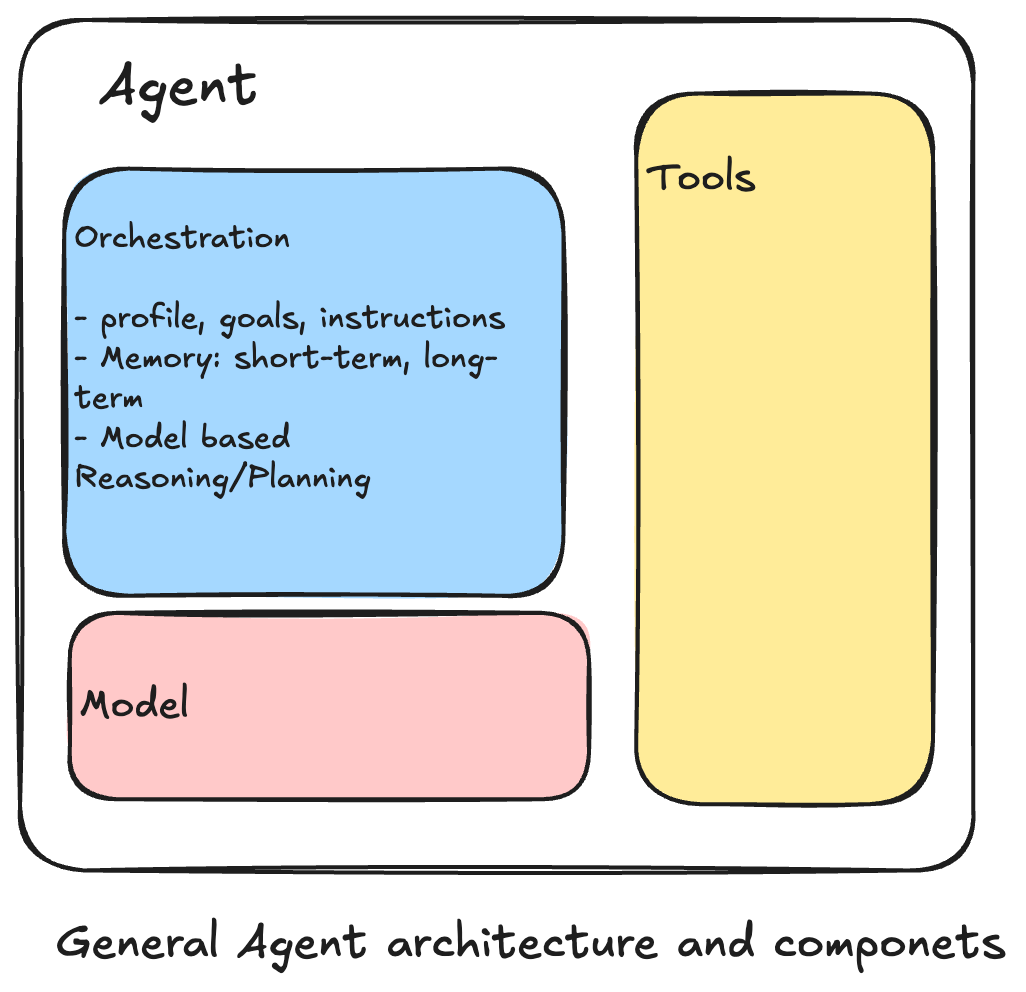 Agent
Tools
Orchestration
- profile, goals, instructions
- Memory: short-term, long-
term
- Model based
Reasoning/Planning
Model
General Agent architecture and componets